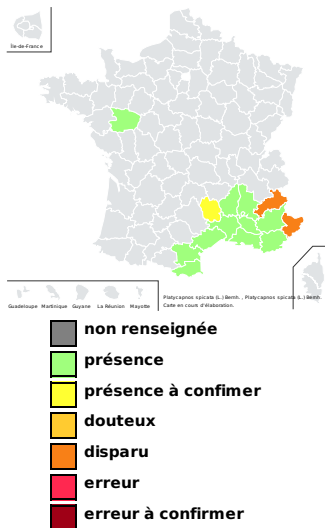 Île-de-France
Guadeloupe Martinique Guyane La Réunion Mayotte
Platycapnos spicata (L.) Bernh. , Platycapnos spicata (L.) Bernh.
Carte en cours d'élaboration.
non renseignée
présence
présence à confimer
douteux
disparu
erreur
erreur à confirmer